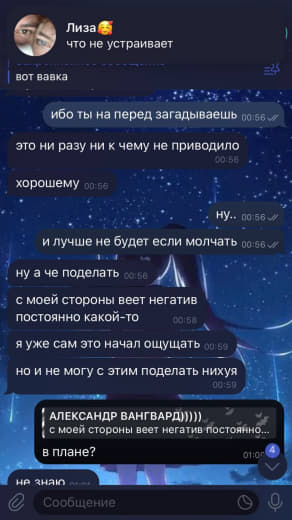 Лиза🥰
что не устраивает
вот вавка
ибо ты на перед загадываешь 00:56
это ни разу ни к чему не приводило
00:56
хорошему 00:56
ну.. 00:56
и лучше не будет если молчать 00:56
ну а че поделать 00:56
с моей стороны веет негатив
постоянно какой-то 00:58
я уже сам это начал ощущать 00:59
но и не могу с этим поделать нихуя
00:59
АЛЕКСАНДР ВАНГВАРД)))))
с моей стороны веет негатив постоянно...
в плане?
4
не знаю
Сообщение